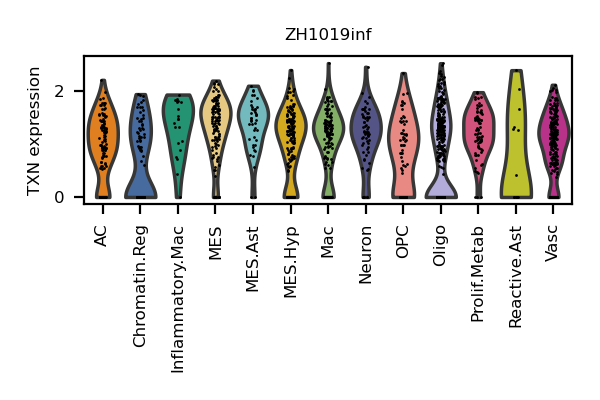 ZH1019inf
TXN expression
2
0
AC
Chromatin.Reg
Inflammatory.Mac
MES
MES.Ast
MES.Hyp
Mac
Neuron
OPC
Oligo
Prolif.Metab
Reactive.Ast
Vasc